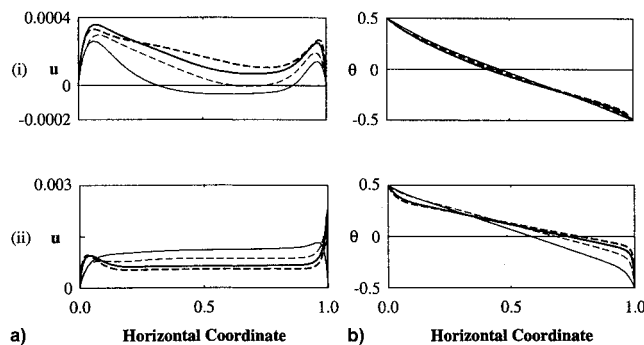 0.0004
(i) u
0
-0.0002
0.5
θ 0
-0.5
0.003
(ii) u
0
0.0 0.5 1.0
a) Horizontal Coordinate
0.5
θ 0
-0.5
0.0 0.5 1.0
b) Horizontal Coordinate